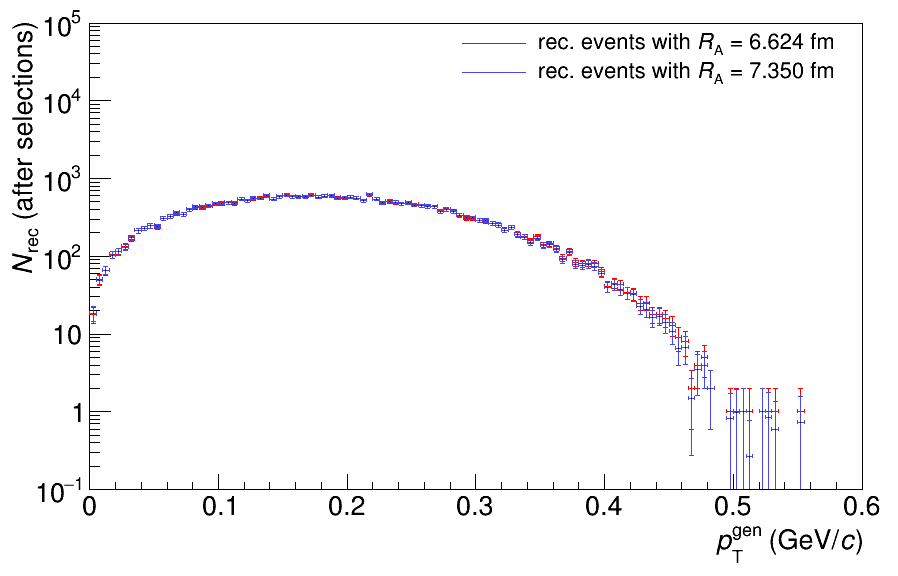 rec. events with R_A = 6.624 fm
rec. events with R_A = 7.350 fm
N_rec (after selections)
10^5
10^4
10^3
10^2
10
1
10^−1
0 0.1 0.2 0.3 0.4 0.5 0.6
p_T^gen (GeV/c)